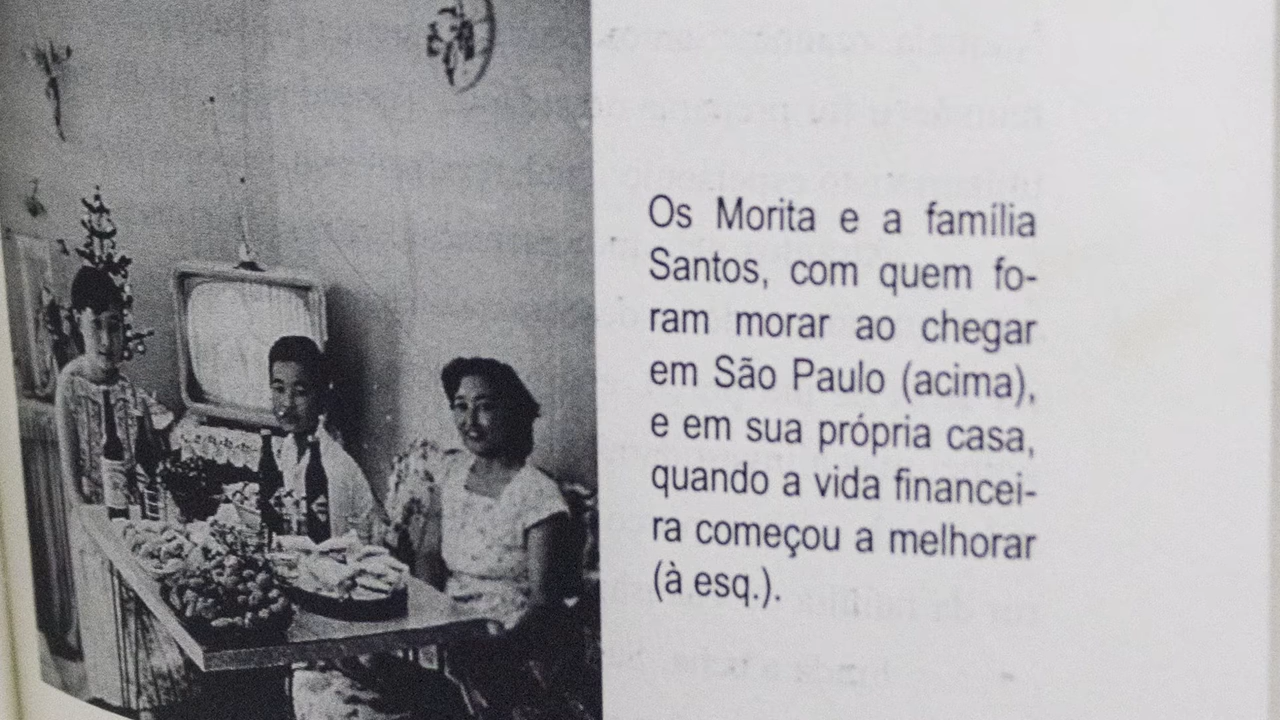 Os Morita e a família
Santos, com quem fo-
ram morar ao chegar
em São Paulo (acima),
e em sua própria casa,
quando a vida financei-
ra começou a melhorar
(à esq.).